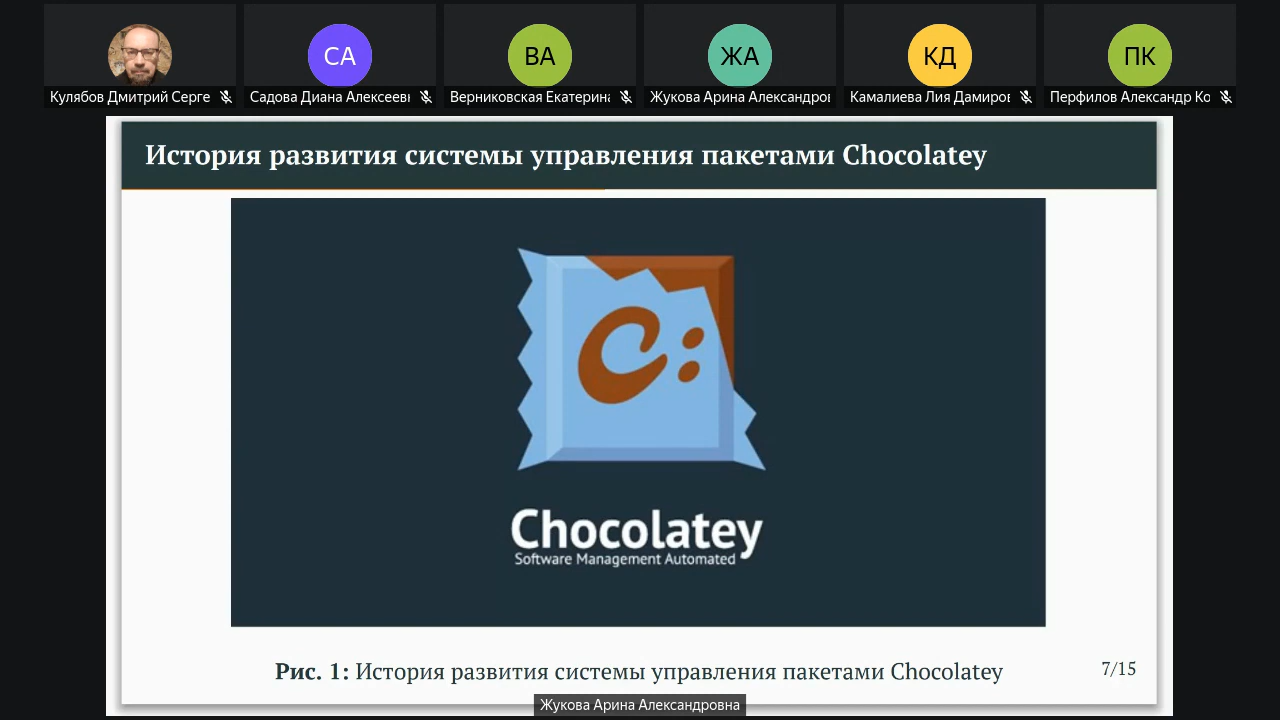 СА
ВА
ЖА
КД
ПК
Кулябов Дмитрий Серге
Садова Диана Алексеевн
Верниковская Екатерина
Жукова Арина Александров
Камалиева Лия Дамиров
Перфилов Александр Ко
История развития системы управления пакетами Chocolatey
C:
Chocolatey
Software Management Automated
Рис. 1: История развития системы управления пакетами Chocolatey
7/15
Жукова Арина Александровна